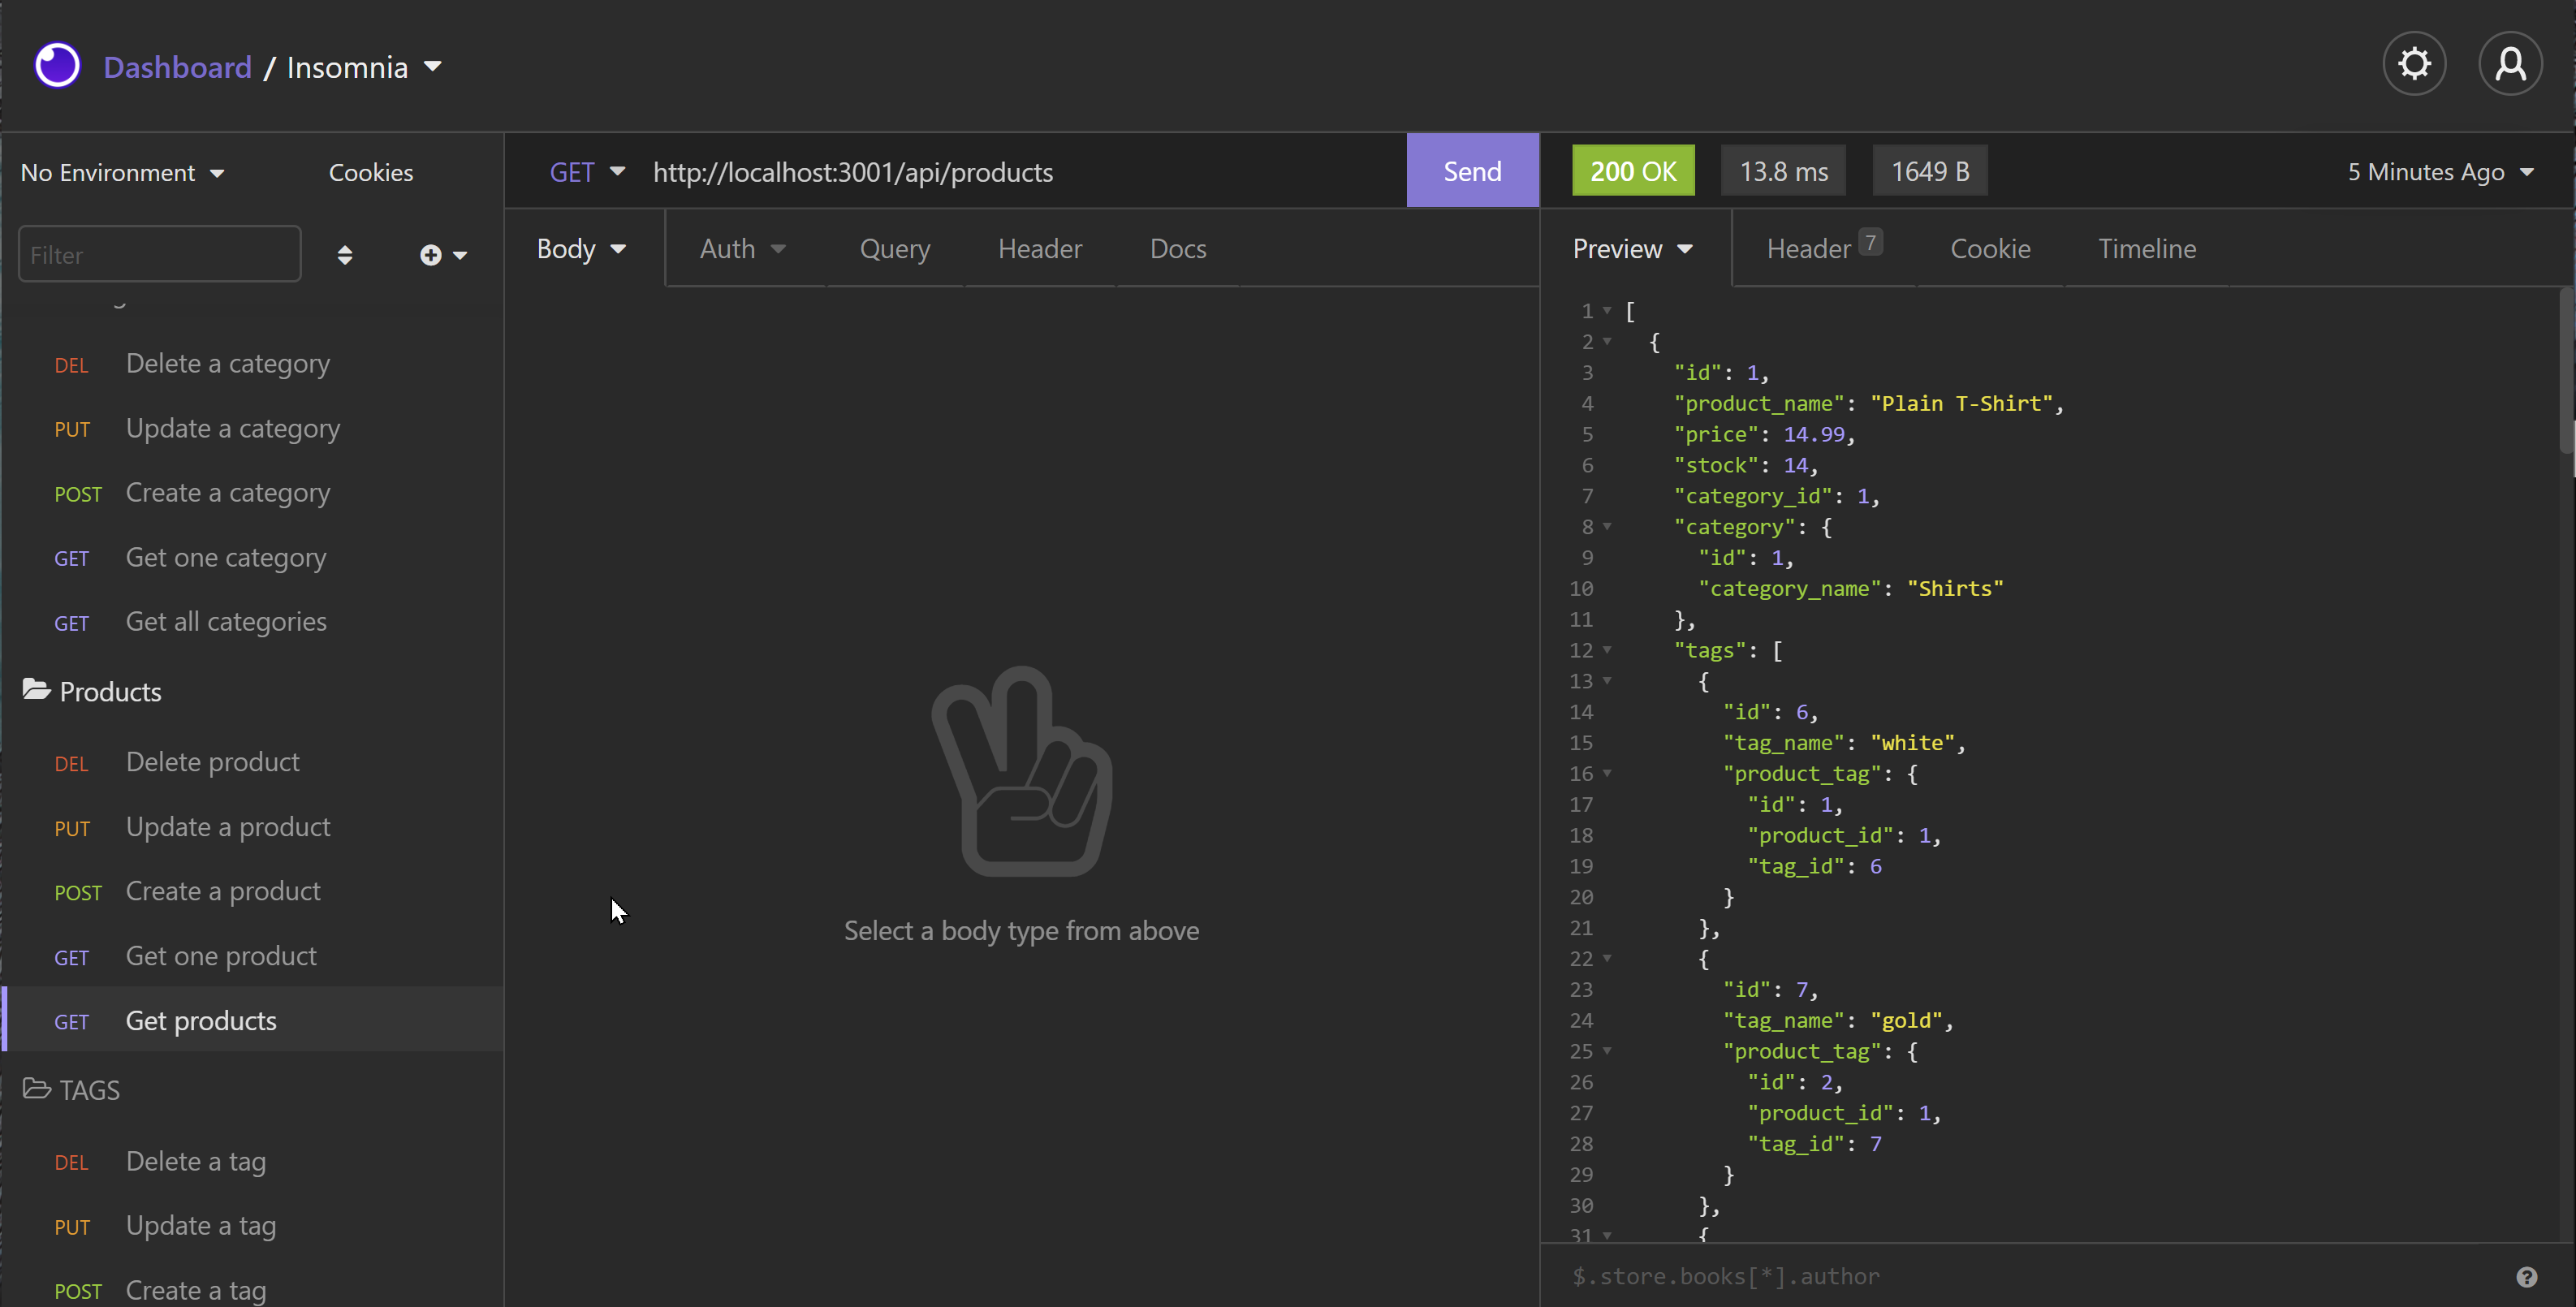 Dashboard / Insomnia
No Environment Cookies
Filter
DEL Delete a category
PUT Update a category
POST Create a category
GET Get one category
GET Get all categories
Products
DEL Delete product
PUT Update a product
POST Create a product
GET Get one product
GET Get products
TAGS
DEL Delete a tag
PUT Update a tag
POST Create a tag
GET http://localhost:3001/api/products Send
Body Auth Query Header Docs
Select a body type from above
200 OK 13.8 ms 1649 B 5 Minutes Ago
Preview Header 7 Cookie Timeline
1 [
2 {
3 "id": 1,
4 "product_name": "Plain T-Shirt",
5 "price": 14.99,
6 "stock": 14,
7 "category_id": 1,
8 "category": {
9 "id": 1,
10 "category_name": "Shirts"
11 },
12 "tags": [
13 {
14 "id": 6,
15 "tag_name": "white",
16 "product_tag": {
17 "id": 1,
18 "product_id": 1,
19 "tag_id": 6
20 }
21 },
22 {
23 "id": 7,
24 "tag_name": "gold",
25 "product_tag": {
26 "id": 2,
27 "product_id": 1,
28 "tag_id": 7
29 }
30 },
31 {
$.store.books[*].author